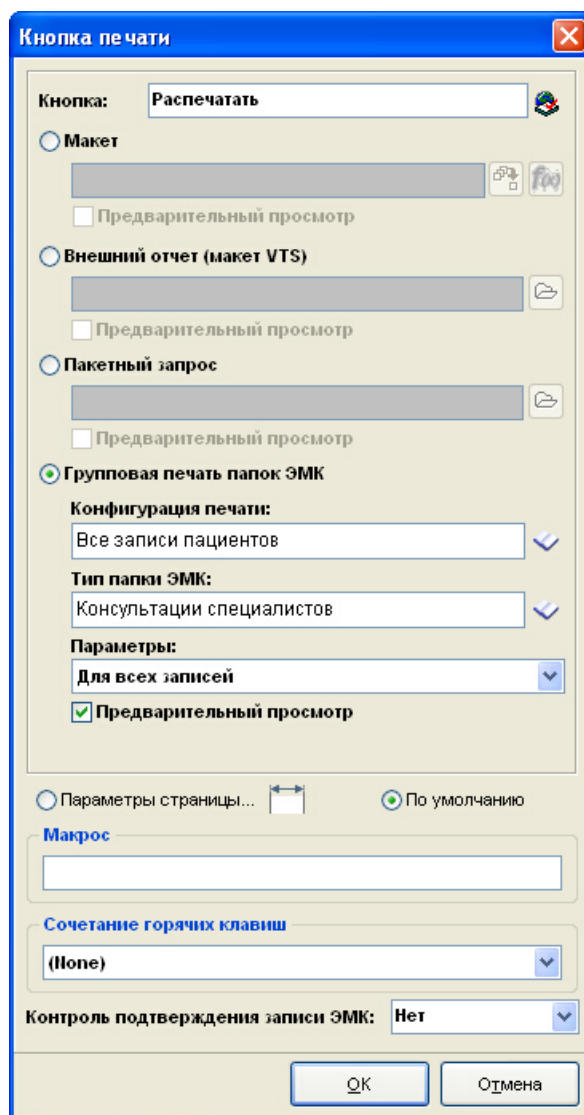 Кнопка печати
Кнопка: Распечатать
Макет
f(x)
Предварительный просмотр
Внешний отчет (макет VTS)
Предварительный просмотр
Пакетный запрос
Предварительный просмотр
Групповая печать папок ЭМК
Конфигурация печати:
Все записи пациентов
Тип папки ЭМК:
Консультации специалистов
Параметры:
Для всех записей
Предварительный просмотр
Параметры страницы... По умолчанию
Макрос
Сочетание горячих клавиш
(None)
Контроль подтверждения записи ЭМК: Нет
OK Отмена